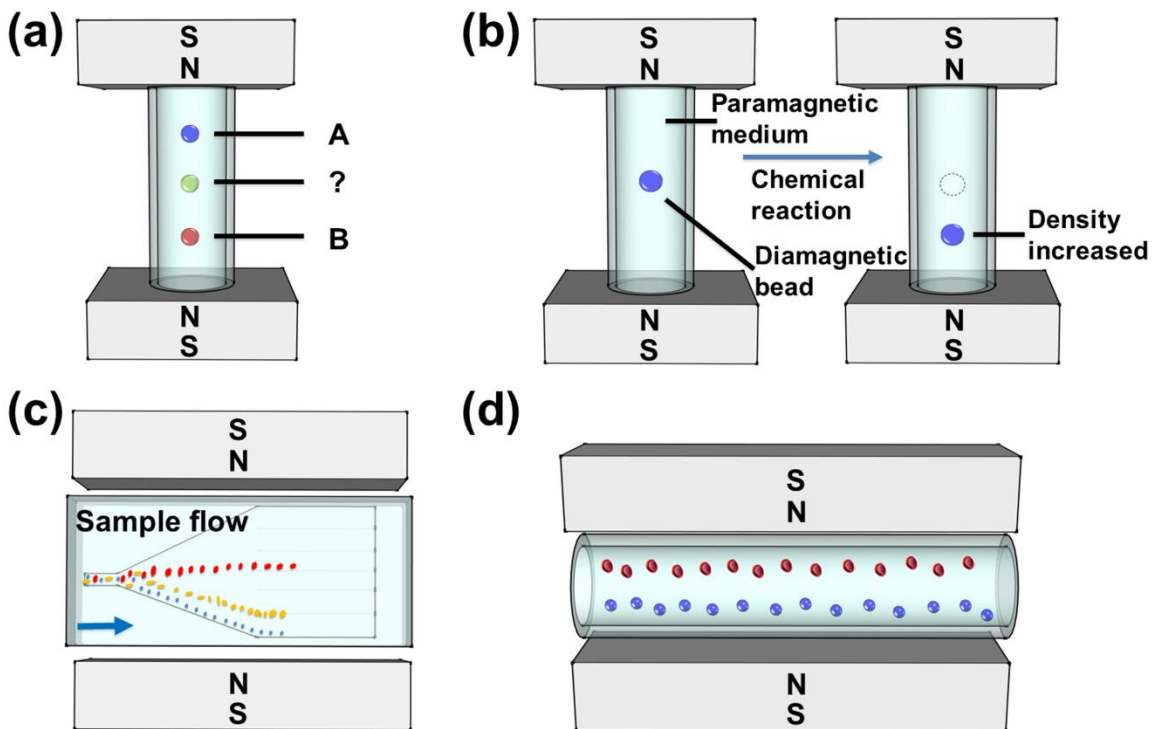 (a)
S
N
A
?
B
N
S
(b)
S
N
Paramagnetic
medium
Chemical
reaction
Diamagnetic
bead
N
S
S
N
Density
increased
N
S
(c)
S
N
Sample flow
N
S
(d)
S
N
N
S